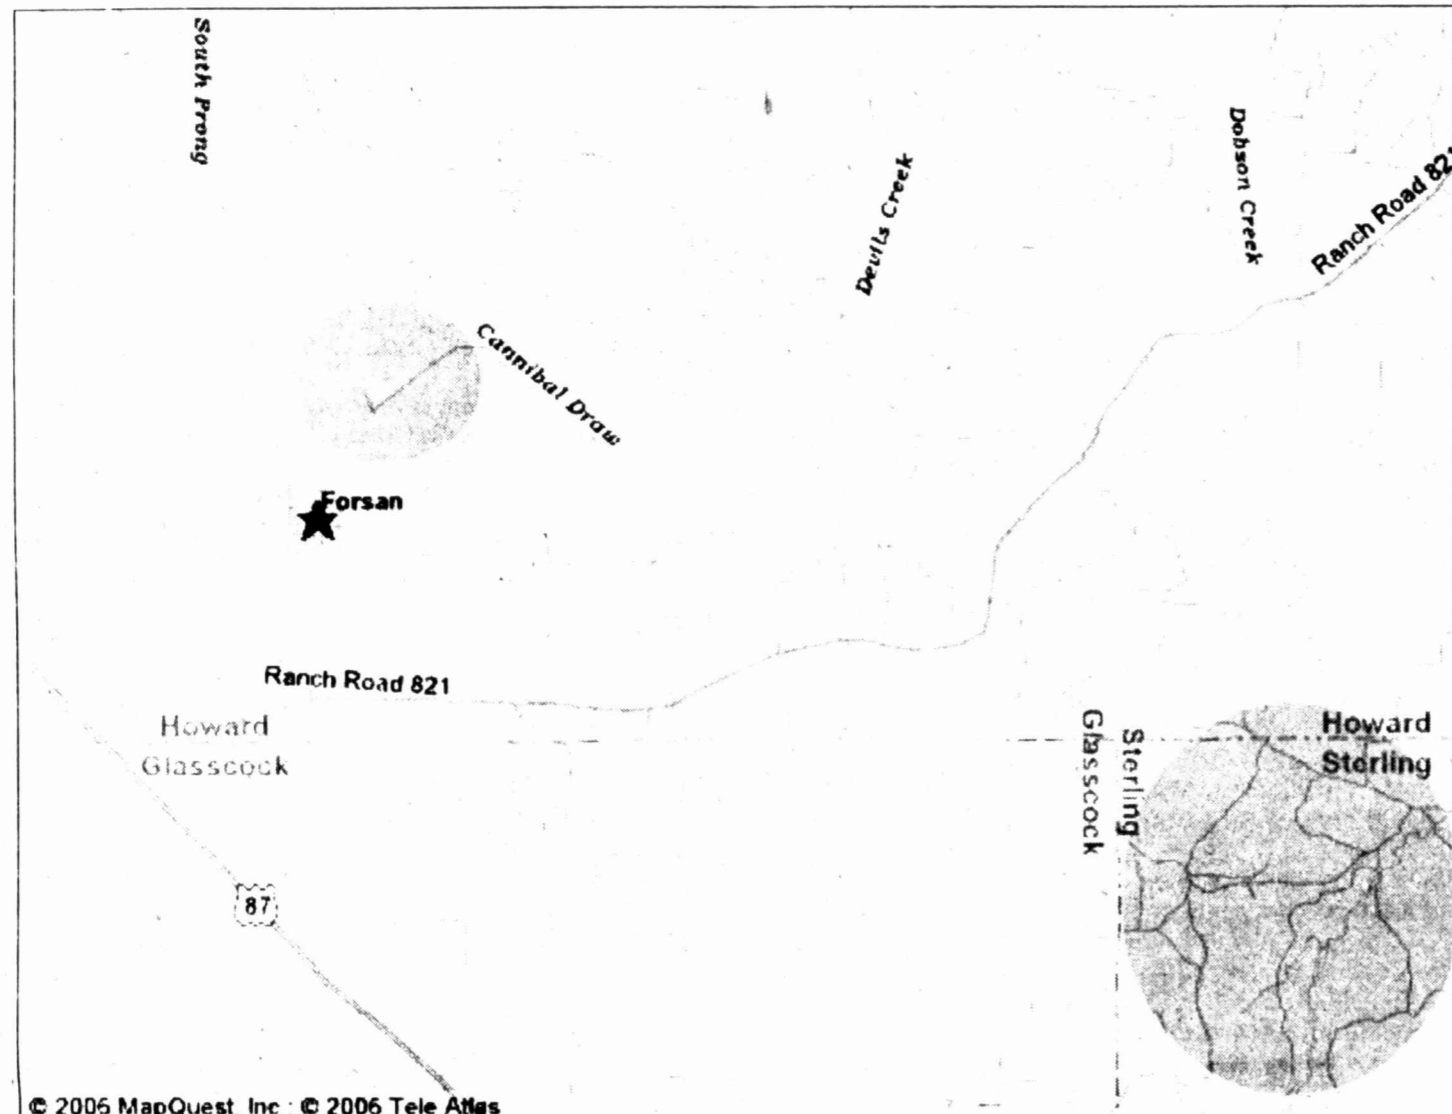 South Prong
Devils Creek
Dobson Creek
Ranch Road 821
Cannibal Draw
Forsan
Ranch Road 821
Howard
Glasscock
Sterling
Glasscock
Howard
Sterling
87
© 2006 MapQuest, Inc.; © 2006 Tele Atlas